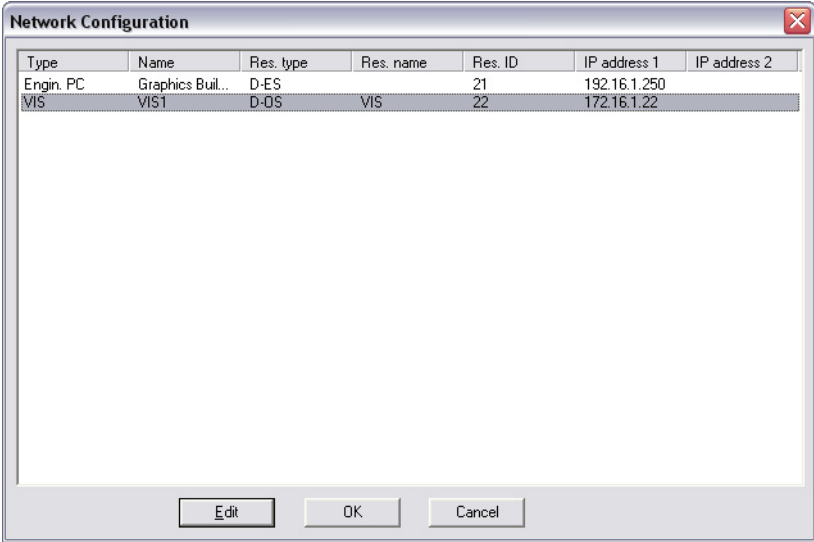 Network Configuration
Type Name Res. type Res. name Res. ID IP address 1 IP address 2
Engin. PC Graphics Buil... D-ES 21 192.16.1.250
VIS VIS1 D-OS VIS 22 172.16.1.22
Edit OK Cancel